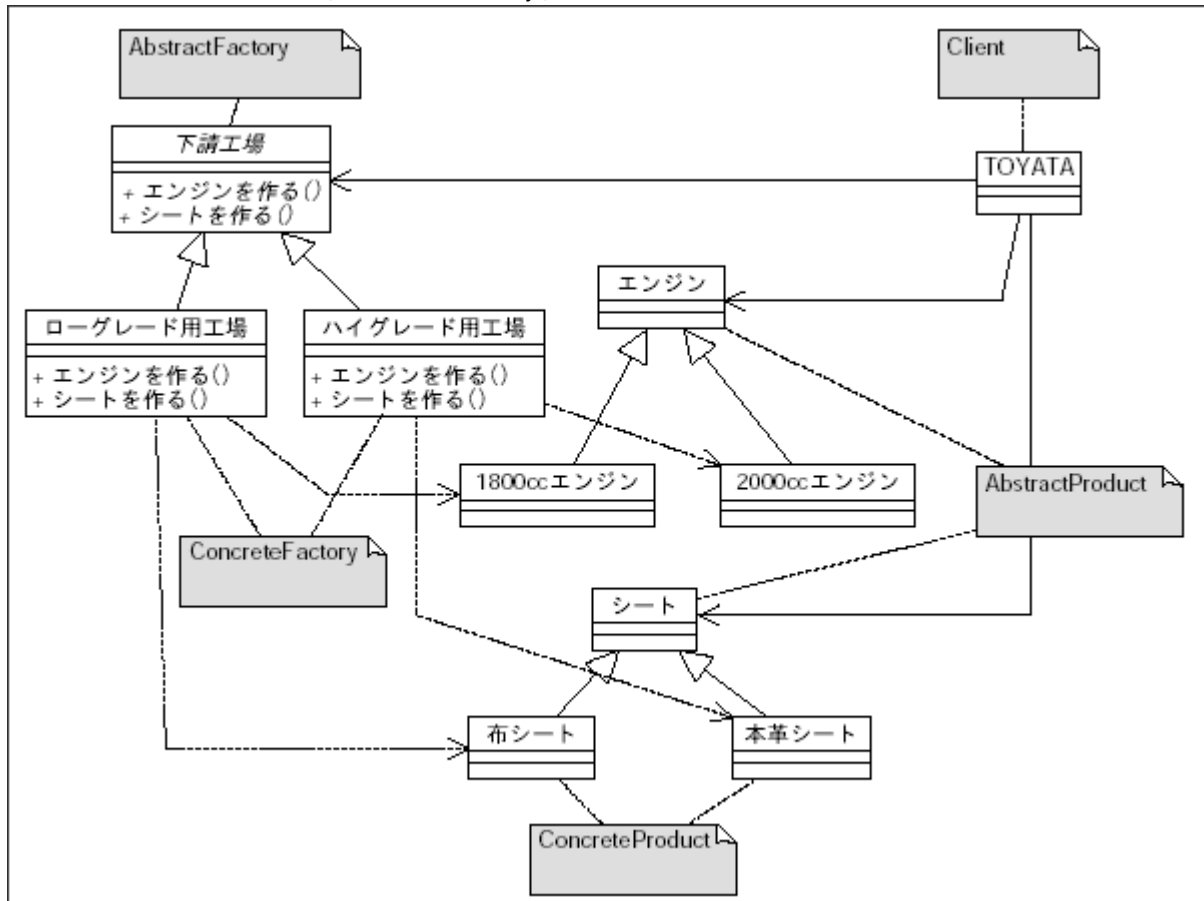 AbstractFactory
Client
下請工場
+ エンジンを作る()
+ シートを作る()
TOYATA
エンジン
ローグレード用工場
+ エンジンを作る()
+ シートを作る()
ハイグレード用工場
+ エンジンを作る()
+ シートを作る()
1800ccエンジン
2000ccエンジン
AbstractProduct
ConcreteFactory
シート
布シート
本革シート
ConcreteProduct